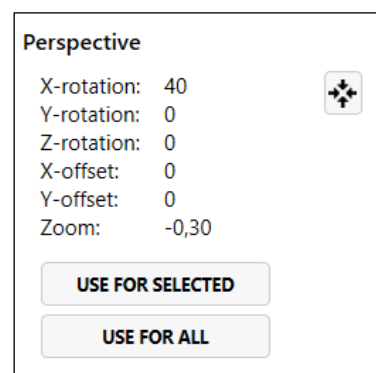 Perspective
X-rotation: 40
Y-rotation: 0
Z-rotation: 0
X-offset: 0
Y-offset: 0
Zoom: -0,30
USE FOR SELECTED
USE FOR ALL